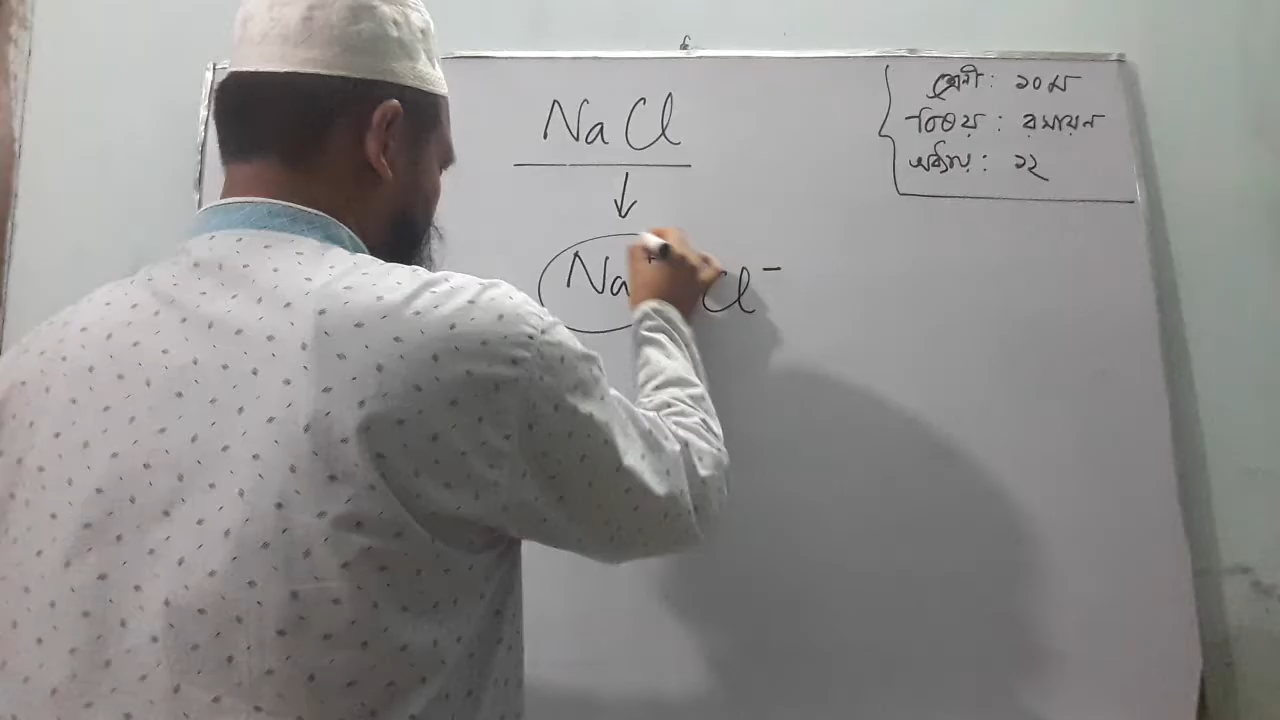 NaCl
↓
Na⁺ Cl⁻
শ্রেণী : ১০ম
বিষয় : রসায়ন
অধ্যায় : ১২